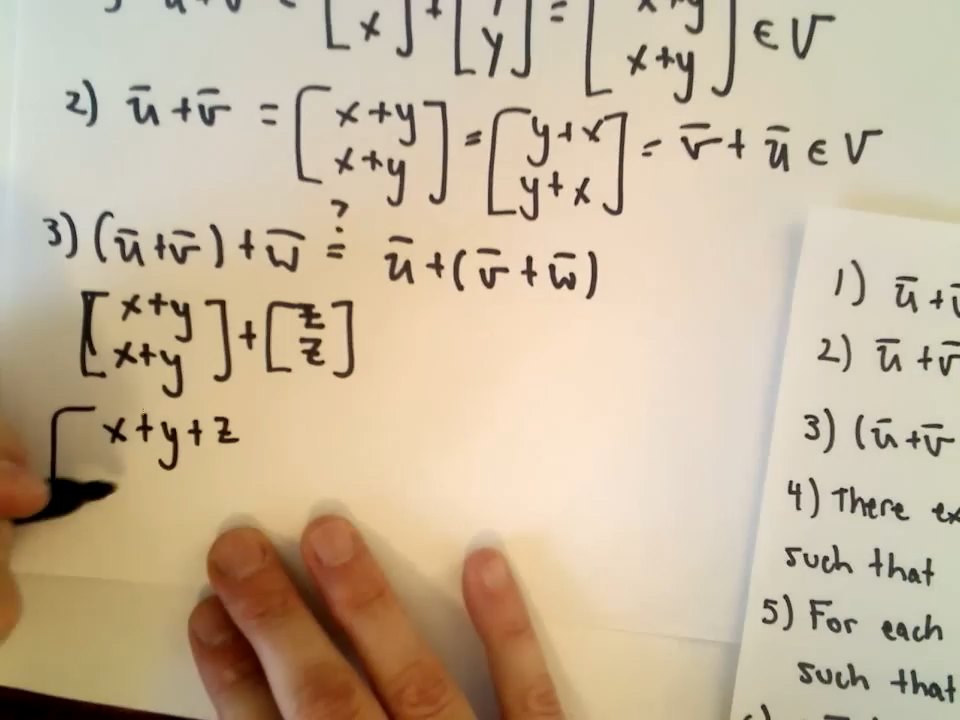 [x] + [y] = [x+y
x+y] ∈ V
2) ū + v̄ = [x+y
x+y] = [y+x
y+x] = v̄ + ū ∈ V
3) (ū + v̄) + w̄ ≟ ū + (v̄ + w̄)
[x+y
x+y] + [z
z]
[x+y+z
1) ū +
2) ū + v̄
3) (ū + v̄
4) There
such that
5) For each
such that